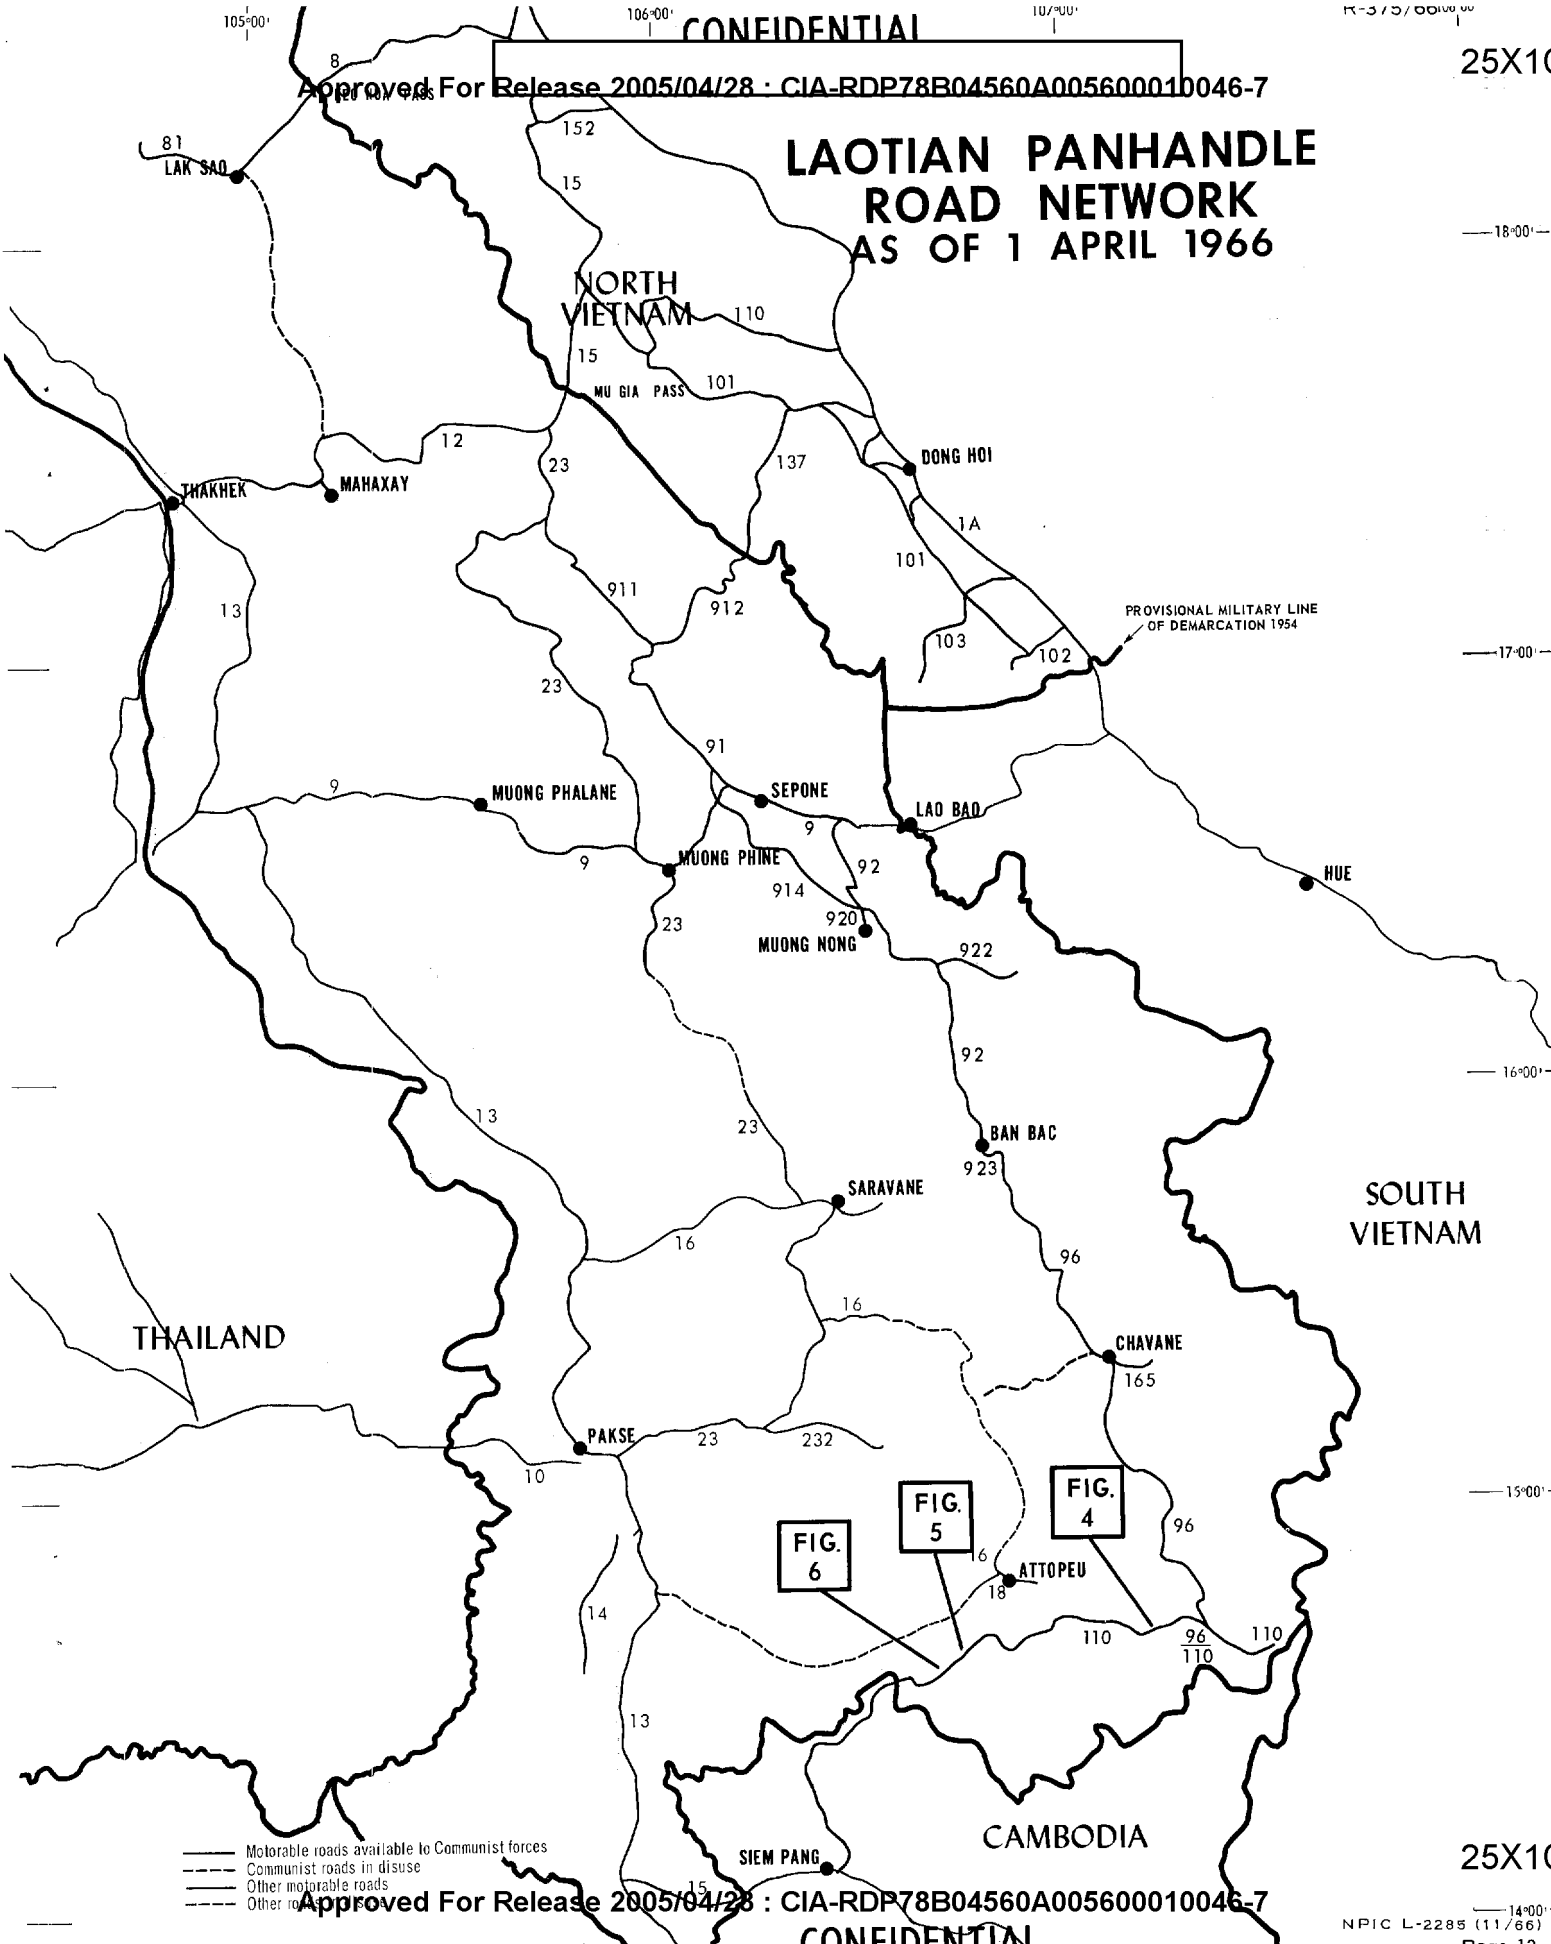 105°00'
106°00'
107°00'
CONFIDENTIAL
R-375/66
25X1
Approved For Release 2005/04/28 : CIA-RDP78B04560A005600010046-7
8
PASS
152
81
LAK SAO
15
LAOTIAN PANHANDLE
ROAD NETWORK
AS OF 1 APRIL 1966
18°00'
NORTH
VIETNAM
110
15
MU GIA PASS
101
12
23
137
DONG HOI
THAKHEK
MAHAXAY
1A
101
911
912
13
PROVISIONAL MILITARY LINE
OF DEMARCATION 1954
103
102
17°00'
23
91
9
MUONG PHALANE
SEPONE
LAO BAO
9
9
MUONG PHINE
92
914
HUE
23
920
MUONG NONG
922
92
16°00'
13
23
BAN BAC
923
SARAVANE
SOUTH
VIETNAM
16
96
16
THAILAND
CHAVANE
165
PAKSE
23
232
10
FIG.
4
FIG.
5
FIG.
6
15°00'
96
16
ATTOPEU
18
14
110
96
110
110
13
CAMBODIA
SIEM PANG
15
Motorable roads available to Communist forces
Communist roads in disuse
Other motorable roads
Other
25X1
Approved For Release 2005/04/28 : CIA-RDP78B04560A005600010046-7
14°00'
NPIC L-2285 (11/66)
CONFIDENTIAL